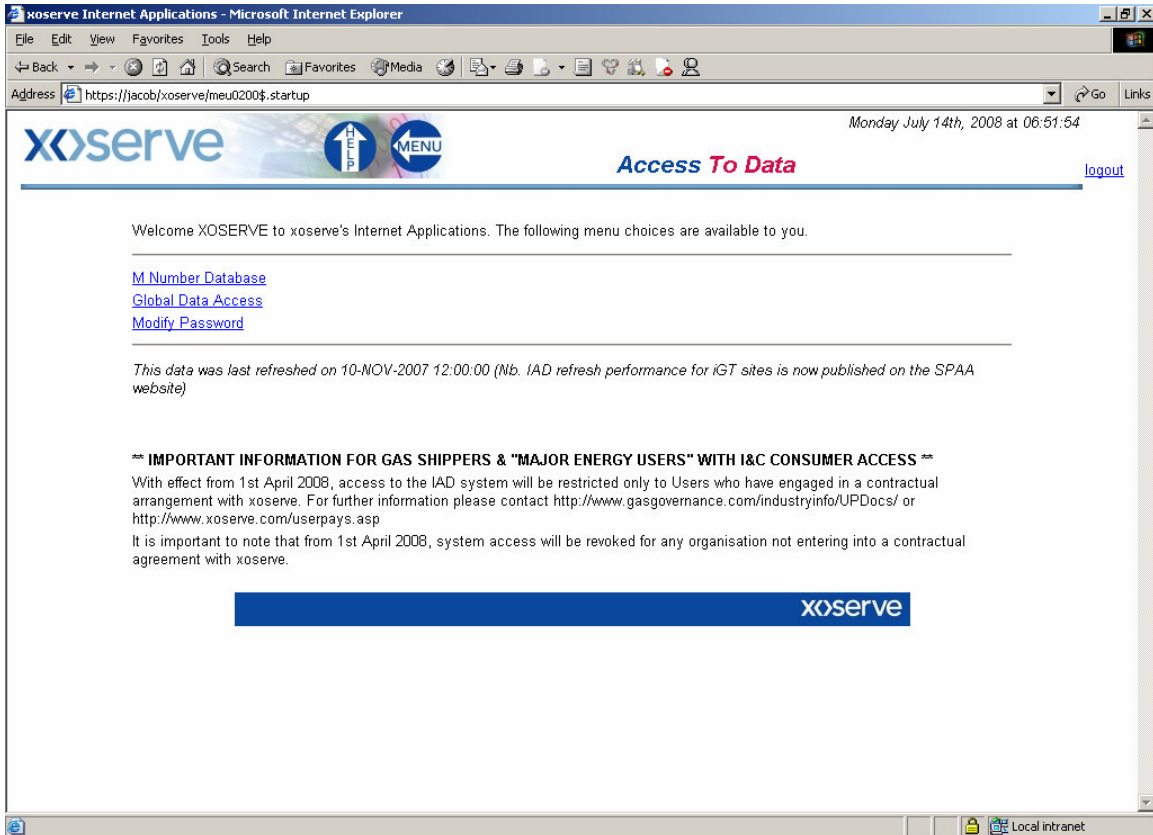 xoserve Internet Applications - Microsoft Internet Explorer
File Edit View Favorites Tools Help
Back Search Favorites Media
Address https://jacob/xoserve/meu0200$.startup Go Links
Monday July 14th, 2008 at 06:51:54
xoserve HELP MENU
Access To Data
logout
Welcome XOSERVE to xoserve's Internet Applications. The following menu choices are available to you.
M Number Database
Global Data Access
Modify Password
This data was last refreshed on 10-NOV-2007 12:00:00 (Nb. IAD refresh performance for iGT sites is now published on the SPAA
website)
** IMPORTANT INFORMATION FOR GAS SHIPPERS & "MAJOR ENERGY USERS" WITH I&C CONSUMER ACCESS **
With effect from 1st April 2008, access to the IAD system will be restricted only to Users who have engaged in a contractual
arrangement with xoserve. For further information please contact http://www.gasgovernance.com/industryinfo/UPDocs/ or
http://www.xoserve.com/userpays.asp
It is important to note that from 1st April 2008, system access will be revoked for any organisation not entering into a contractual
agreement with xoserve.
xoserve
Local intranet